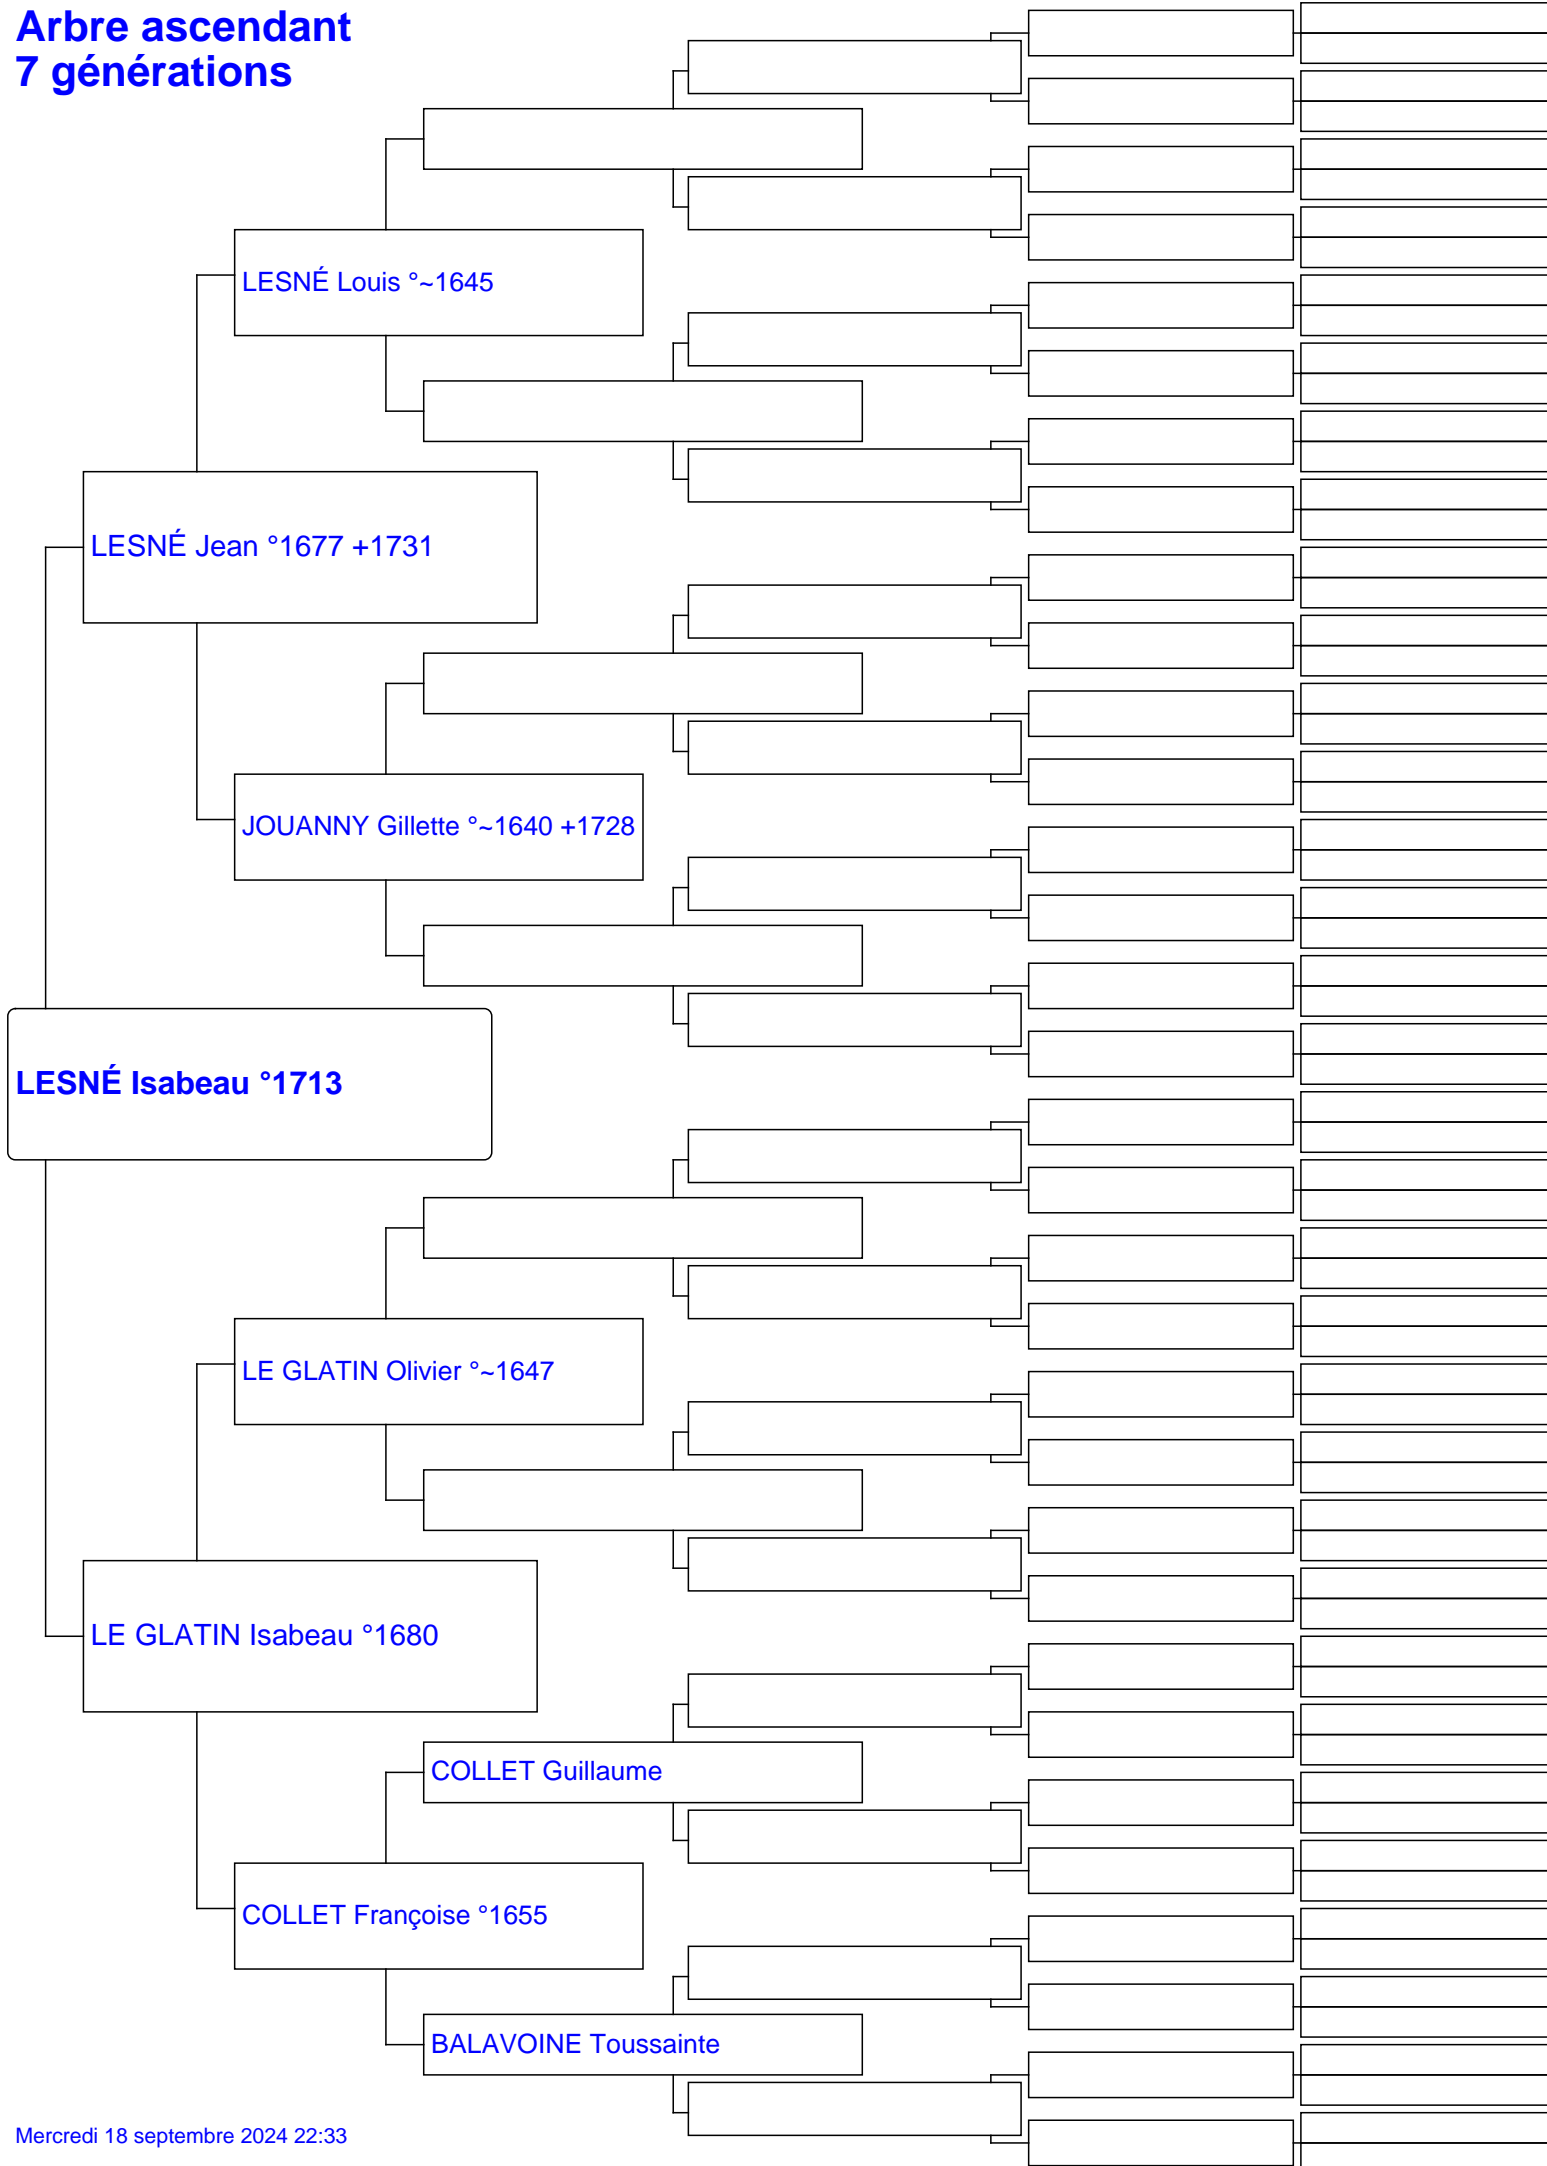 Arbre ascendant
7 générations
LESNÉ Louis °~1645
LESNÉ Jean °1677 +1731
JOUANNY Gillette °~1640 +1728
LESNÉ Isabeau °1713
LE GLATIN Olivier °~1647
LE GLATIN Isabeau °1680
COLLET Guillaume
COLLET Françoise °1655
BALAVOINE Toussainte
Mercredi 18 septembre 2024 22:33